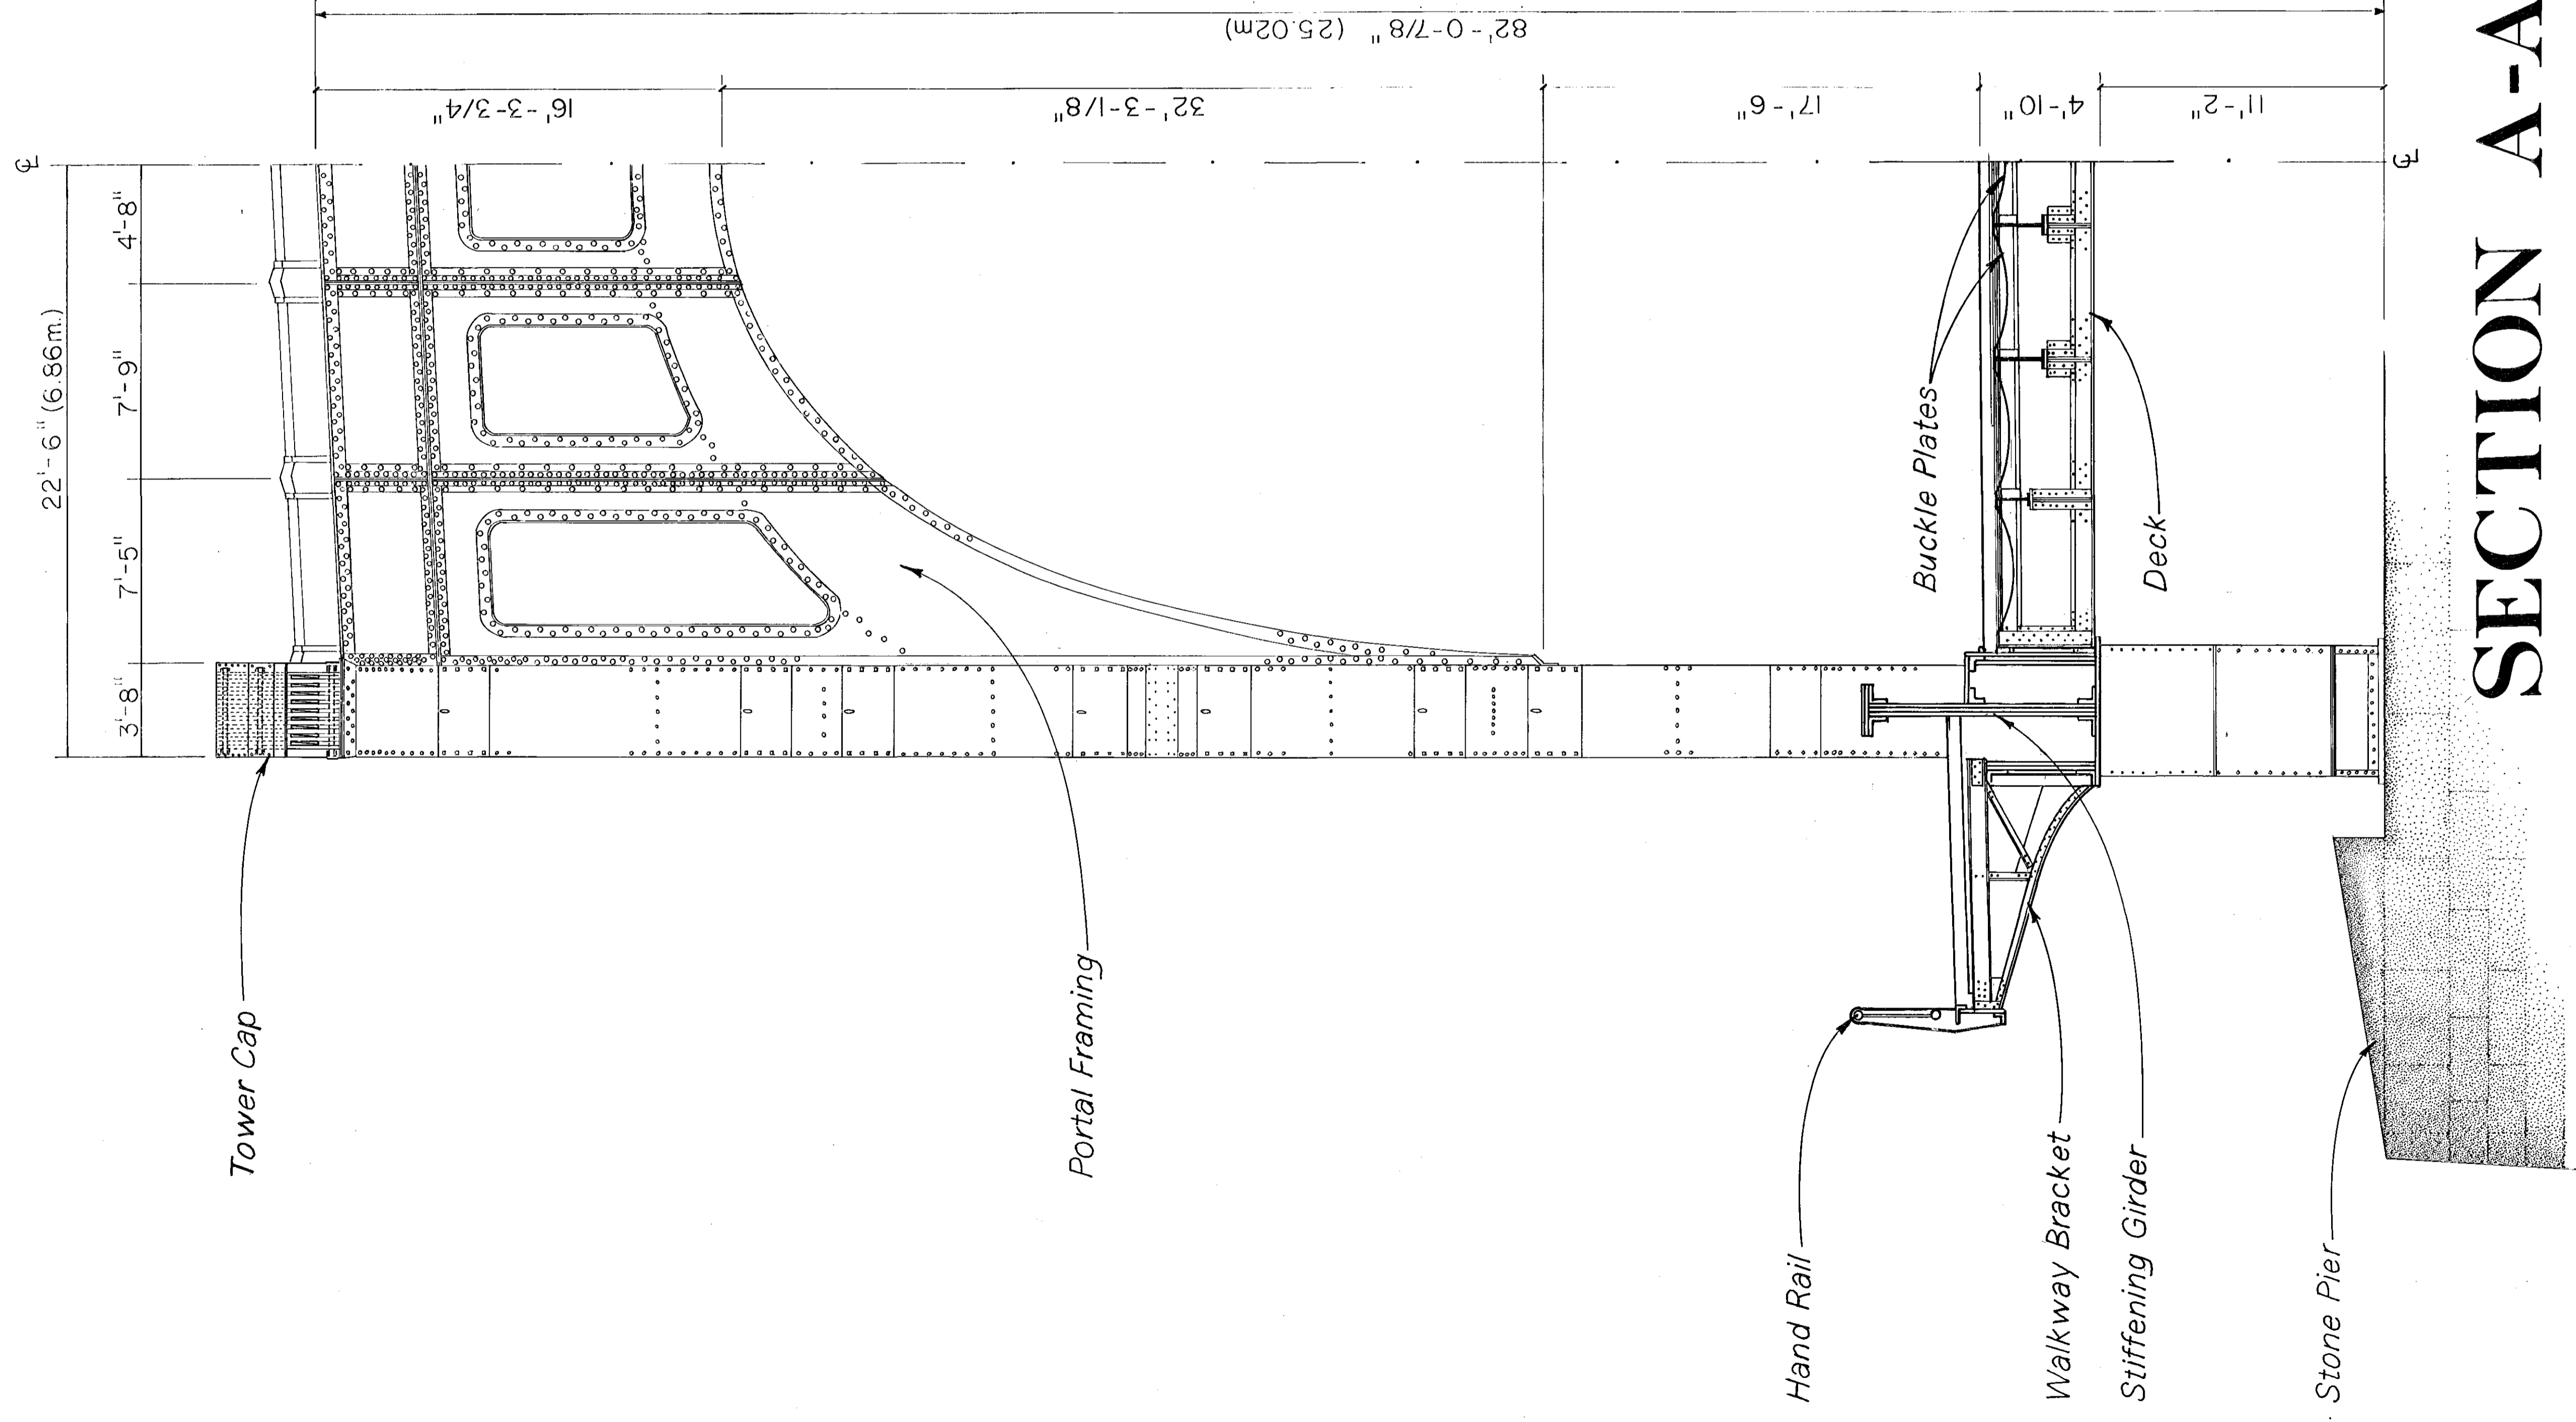 ℄
22'-6" (6.86m.)
3'-8" 7'-5" 7'-9" 4'-8"
Tower Cap
16'-3-3/4"
32'-3-1/8"
Portal Framing
82'-0-7/8" (25.02m)
17'-6"
Hand Rail
Buckle Plates
4'-10"
Walkway Bracket
Stiffening Girder
Deck
11'-2"
Stone Pier
℄
SECTION A-A